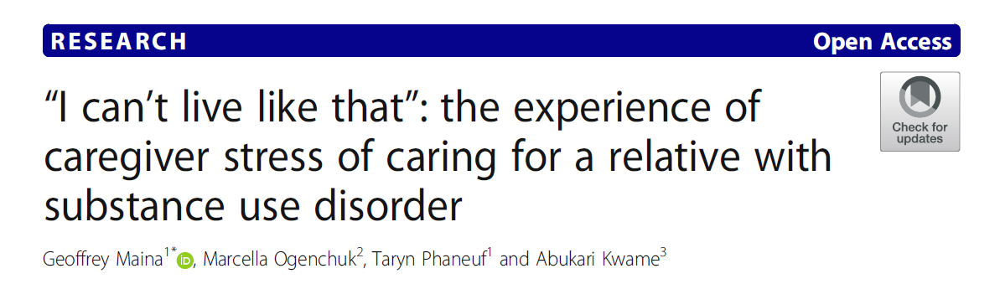 RESEARCH Open Access
“I can’t live like that”: the experience of
caregiver stress of caring for a relative with
substance use disorder
Check for
updates
Geoffrey Maina1* iD, Marcella Ogenchuk2, Taryn Phaneuf1 and Abukari Kwame3